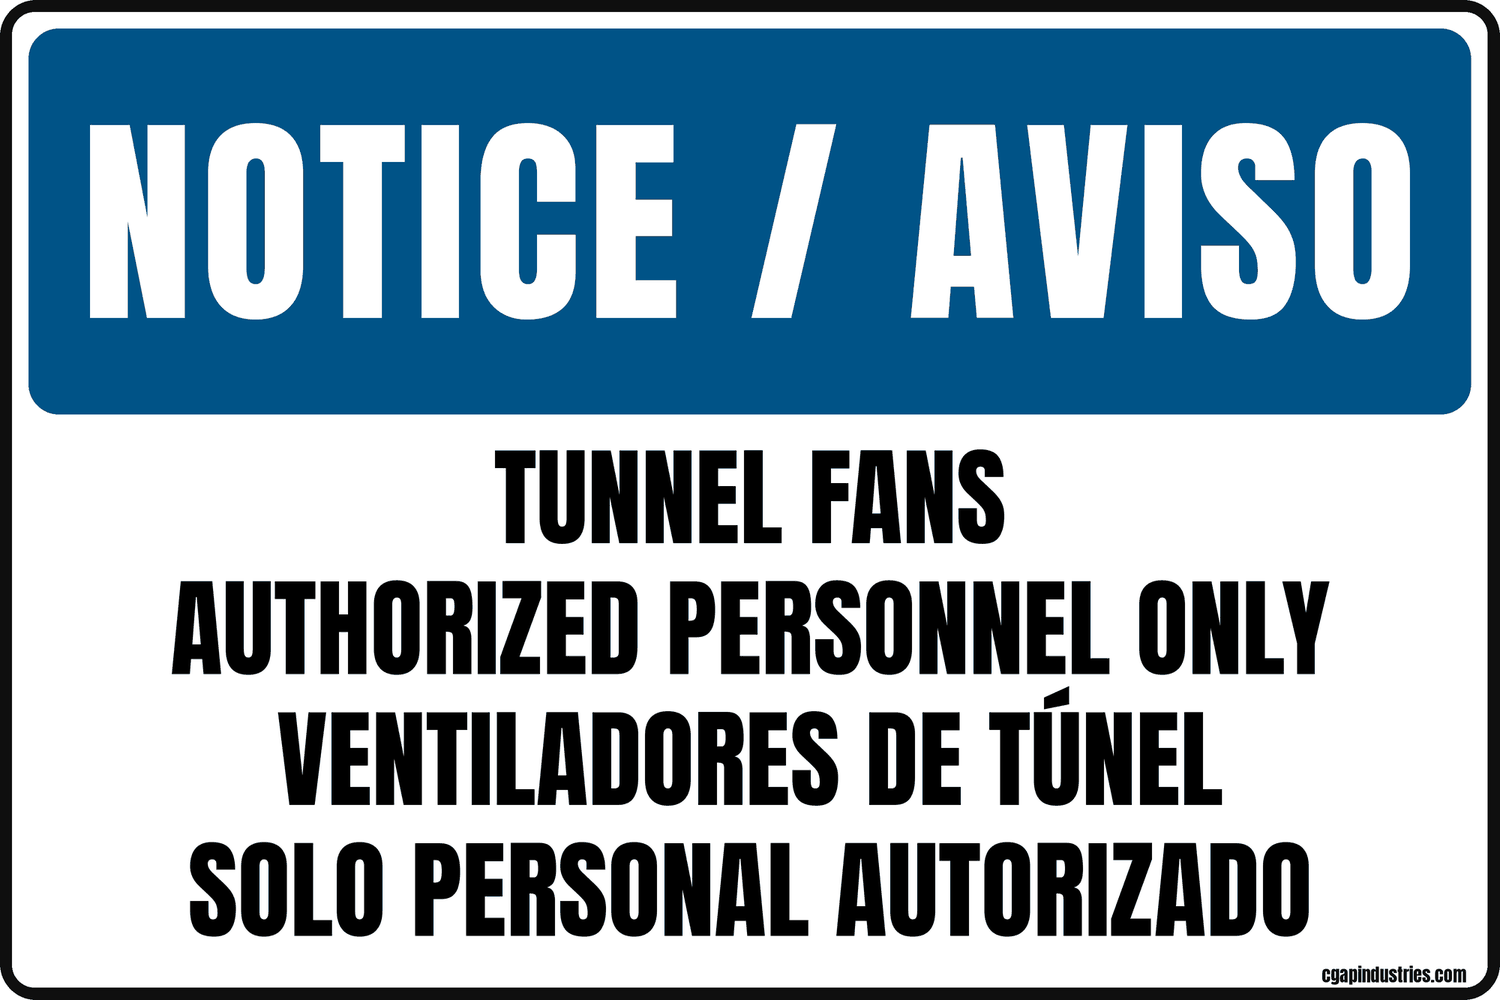 NOTICE / AVISO
TUNNEL FANS
AUTHORIZED PERSONNEL ONLY
VENTILADORES DE TÚNEL
SOLO PERSONAL AUTORIZADO
cgapindustries.com